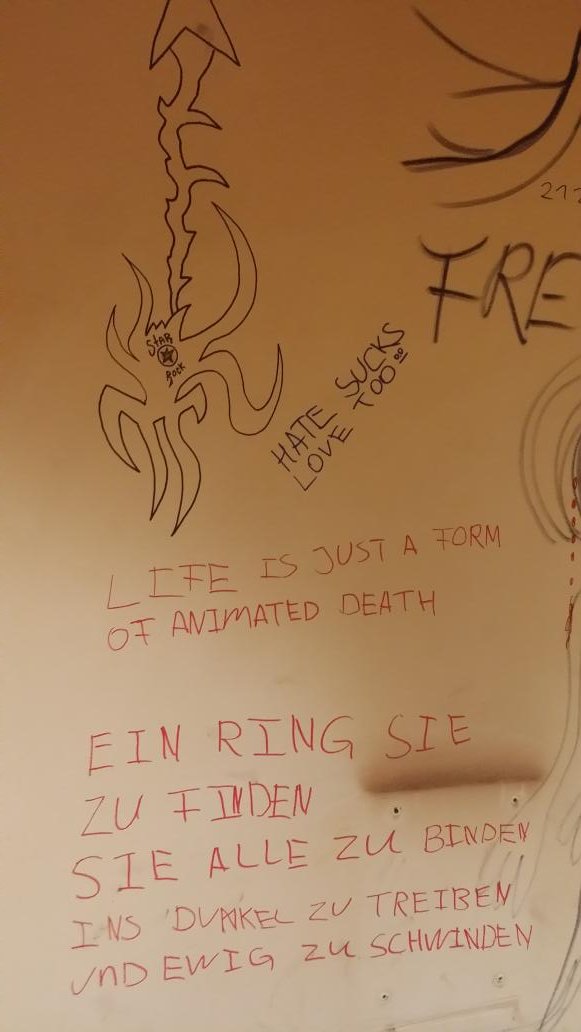 212
FRE
STAR
ROCK
HATE SUCKS
LOVE TOO!!
LIFE IS JUST A FORM
OF ANIMATED DEATH
EIN RING SIE
ZU FINDEN
SIE ALLE ZU BINDEN
INS DUNKEL ZU TREIBEN
UND EWIG ZU SCHWINDEN